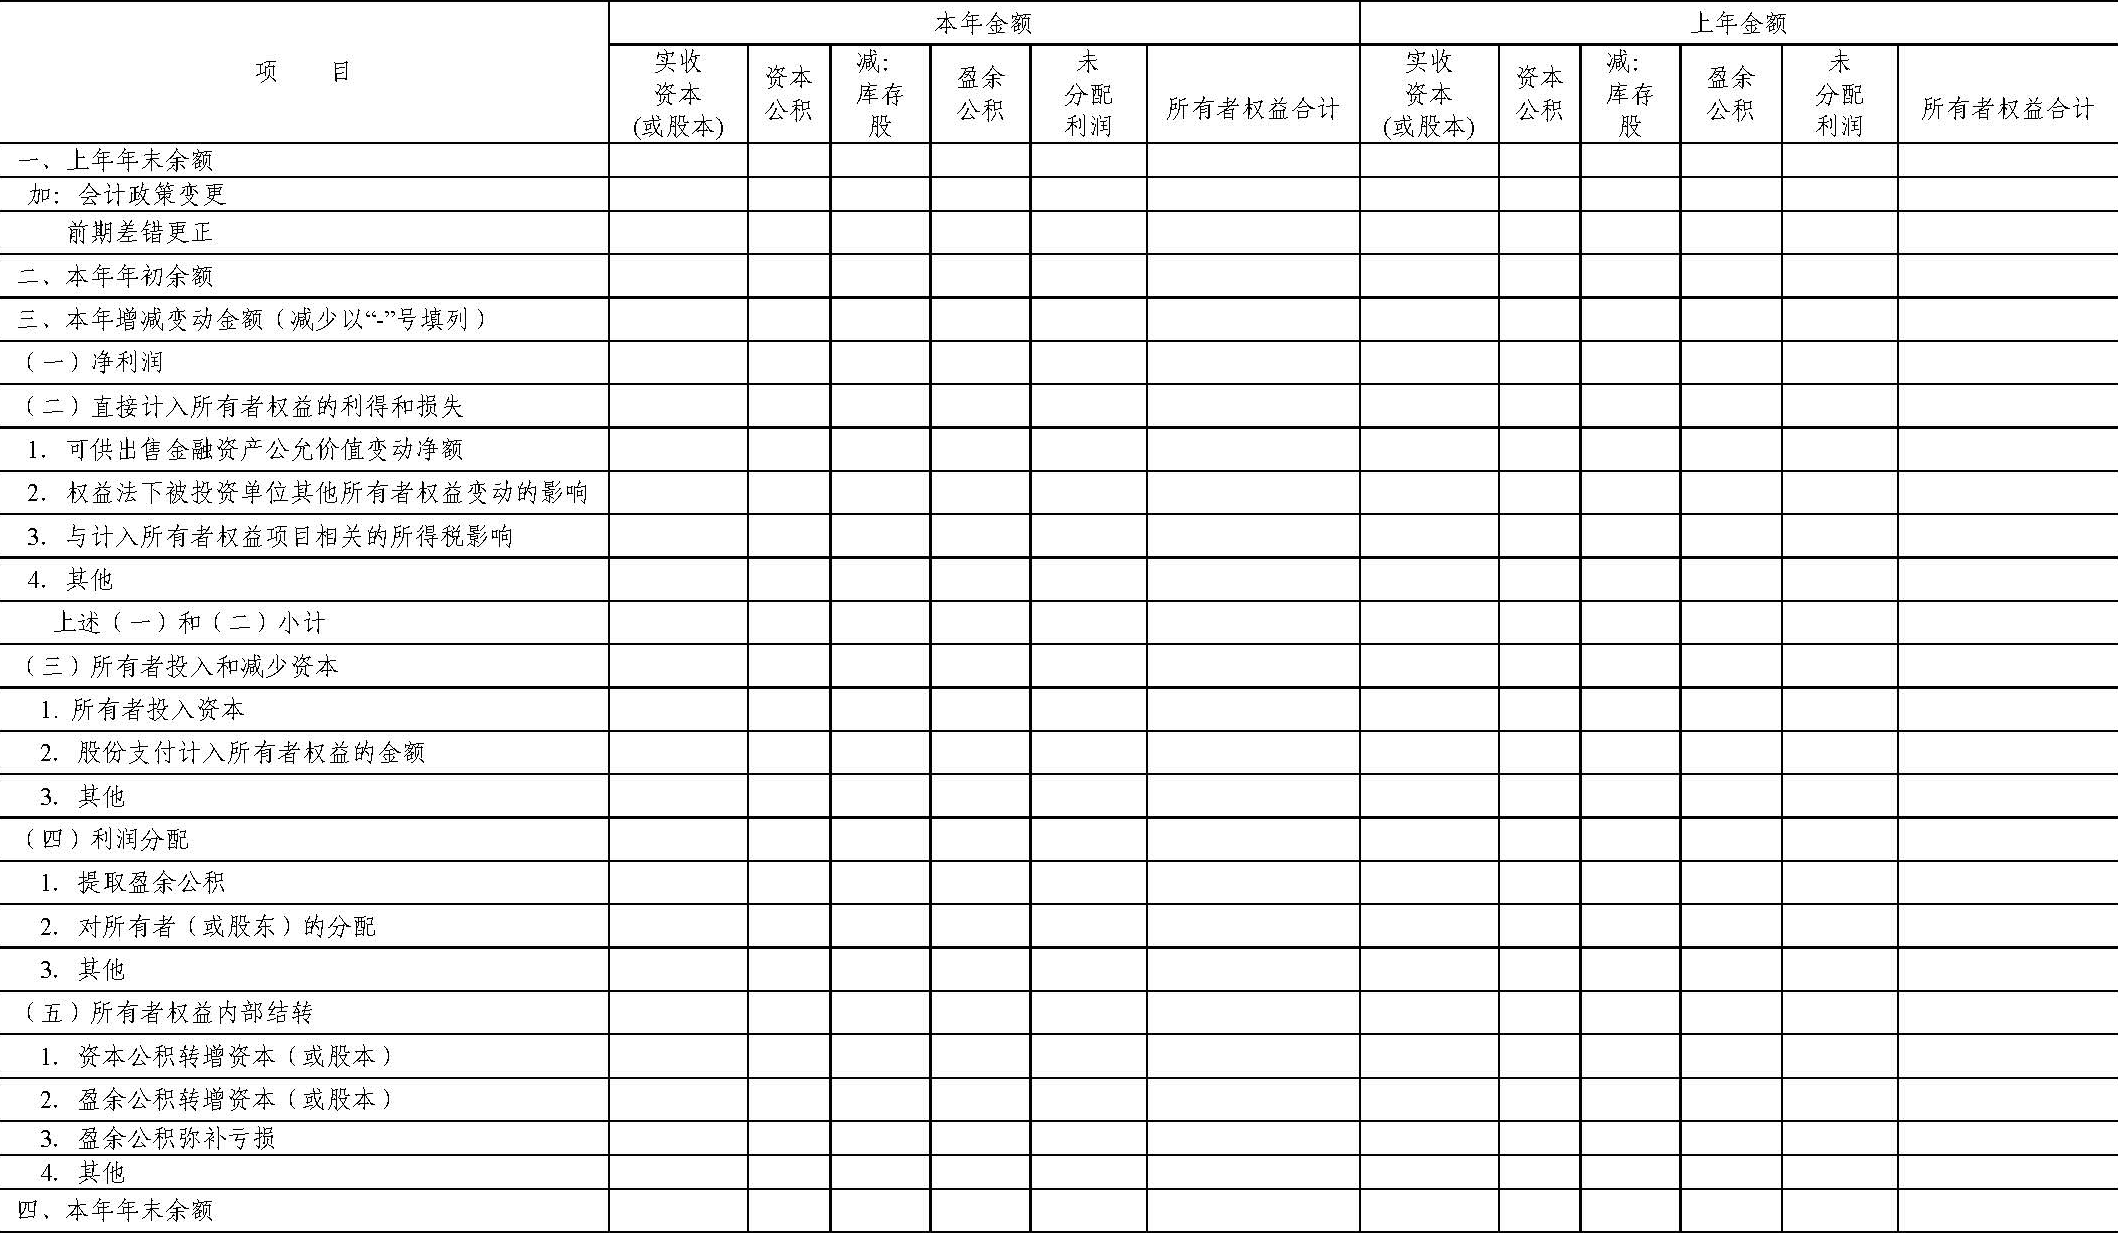 项 目
本年金额
上年金额
实收
资本
(或股本)
资本
公积
减：
库存
股
盈余
公积
未
分配
利润
所有者权益合计
实收
资本
(或股本)
资本
公积
减：
库存
股
盈余
公积
未
分配
利润
所有者权益合计
一、上年年末余额
加：会计政策变更
前期差错更正
二、本年年初余额
三、本年增减变动金额（减少以“-”号填列）
（一）净利润
（二）直接计入所有者权益的利得和损失
1. 可供出售金融资产公允价值变动净额
2. 权益法下被投资单位其他所有者权益变动的影响
3. 与计入所有者权益项目相关的所得税影响
4. 其他
上述（一）和（二）小计
（三）所有者投入和减少资本
1. 所有者投入资本
2. 股份支付计入所有者权益的金额
3. 其他
（四）利润分配
1. 提取盈余公积
2. 对所有者（或股东）的分配
3. 其他
（五）所有者权益内部结转
1. 资本公积转增资本（或股本）
2. 盈余公积转增资本（或股本）
3. 盈余公积弥补亏损
4. 其他
四、本年年末余额